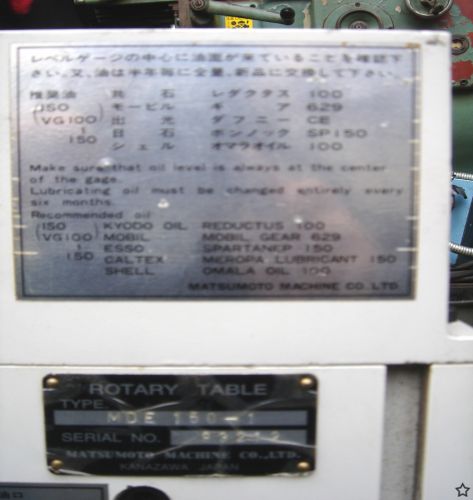 レベルゲージの中心に油面が来ている ことを確認下
さい。又、油は半年毎に全量、新品に交換して下さい。
推奨油 共 石 レダクタス 100
(ISO モービル ギ ア 629
VG100) 出 光 ダフニー CE
150 日 石 ボンノック SP150
シェル オマラオイル 100
Make sure that oil level is always at the center
of the gage.
Lubricating oil must be changed entirely every
six months.
Recommended oil
(ISO KYODO OIL REDUCTUS 100
VG100) MOBIL MOBIL GEAR 629
ESSO SPARTANEP 150
150 CALTEX MEROPA LUBRICANT 150
SHELL OMALA OIL 100
MATSUMOTO MACHINE CO. LTD.
ROTARY TABLE
TYPE MDE 150-1
SERIAL NO.
MATSUMOTO MACHINE CO., LTD.
KANAZAWA JAPAN